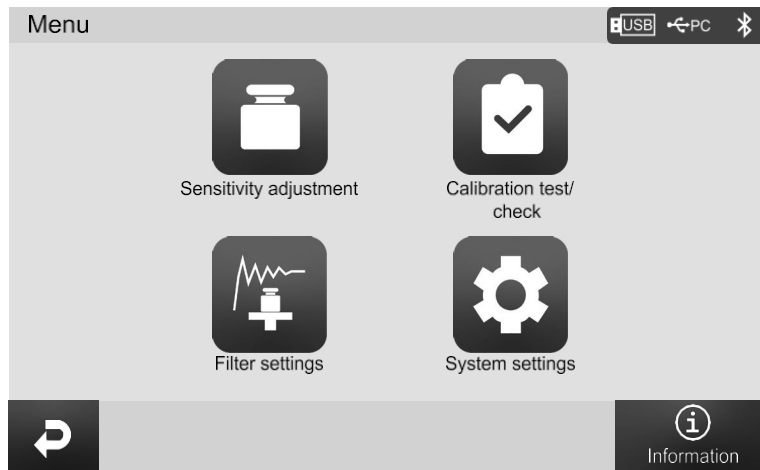 Menu
USB PC
Sensitivity adjustment
Calibration test/
check
Filter settings
System settings
Information